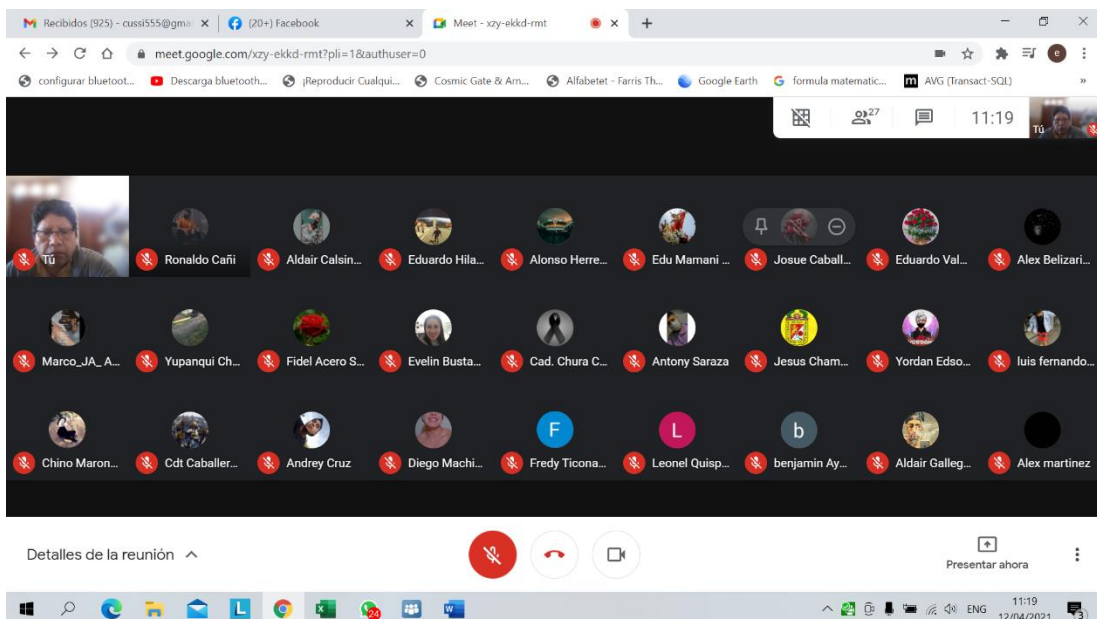 Recibidos (925) - cussi555@gmai
(20+) Facebook
Meet - xzy-ekkd-rmt
meet.google.com/xzy-ekkd-rmt?pli=1&authuser=0
e
configurar bluetoot...
Descarga bluetooth...
¡Reproducir Cualqui...
Cosmic Gate & Arn...
Alfabetet - Farris Th...
Google Earth
formula matematic...
AVG (Transact-SQL)
»
27
11:19
Tú
Tú
Ronaldo Cañi
Aldair Calsin...
Eduardo Hila...
Alonso Herre...
Edu Mamani ...
Josue Caball...
Eduardo Val...
Alex Belizari...
Marco_JA_ A...
Yupanqui Ch...
Fidel Acero S...
Evelin Busta...
Cad. Chura C...
Antony Saraza
Jesus Cham...
Yordan Edso...
luis fernando...
F
L
b
Chino Maron...
Cdt Caballer...
Andrey Cruz
Diego Machi...
Fredy Ticona...
Leonel Quisp...
benjamin Ay...
Aldair Galleg...
Alex martinez
Detalles de la reunión
Presentar ahora
L
24
ENG
11:19
12/04/2021
3